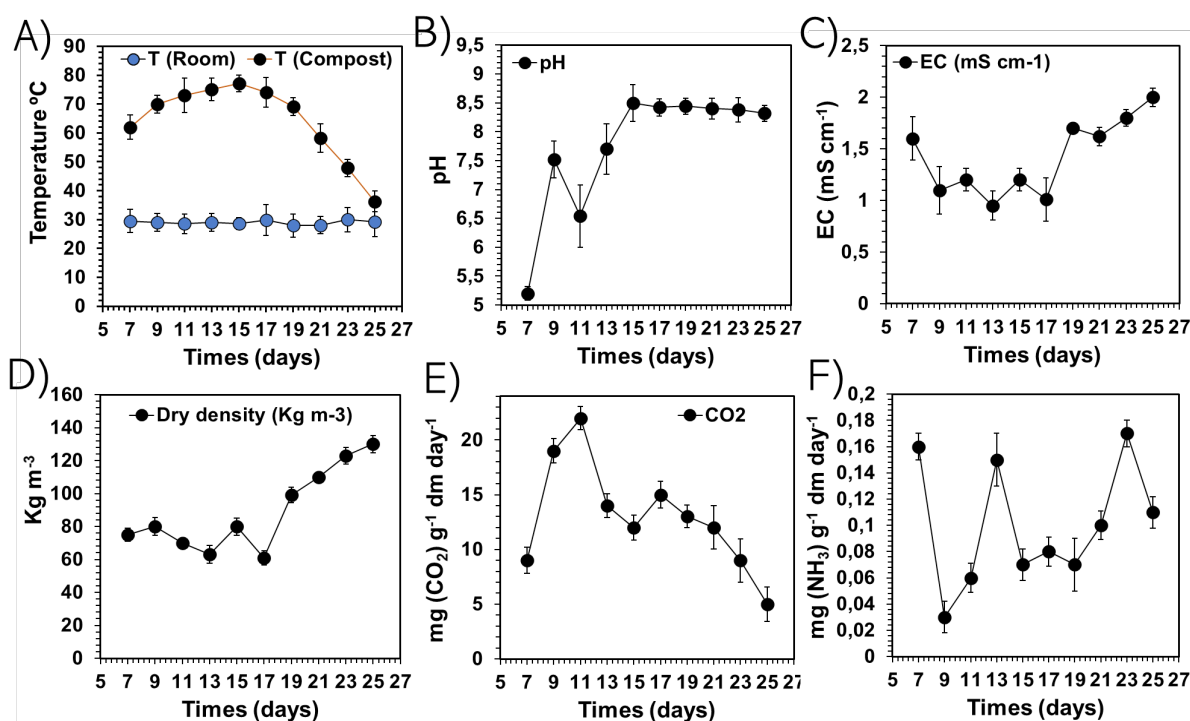 A)
T (Room) T (Compost)
Temperature ºC
90
80
70
60
50
40
30
20
10
0
5 7 9 11 13 15 17 19 21 23 25 27
Times (days)
B)
pH
pH
9,5
9
8,5
8
7,5
7
6,5
6
5,5
5
5 7 9 11 13 15 17 19 21 23 25 27
Times (days)
C)
EC (mS cm-1)
EC (mS cm⁻¹)
2,5
2
1,5
1
0,5
0
5 7 9 11 13 15 17 19 21 23 25 27
Times (days)
D)
Dry density (Kg m-3)
Kg m⁻³
160
140
120
100
80
60
40
20
0
5 7 9 11 13 15 17 19 21 23 25 27
Times (days)
E)
CO2
mg (CO₂) g⁻¹ dm day⁻¹
20
15
10
5
0
5 7 9 11 13 15 17 19 21 23 25 27
Times (days)
F)
mg (NH₃) g⁻¹ dm day⁻¹
0,2
0,18
0,16
0,14
0,12
0,1
0,08
0,06
0,04
0,02
0
5 7 9 11 13 15 17 19 21 23 25 27
Times (days)